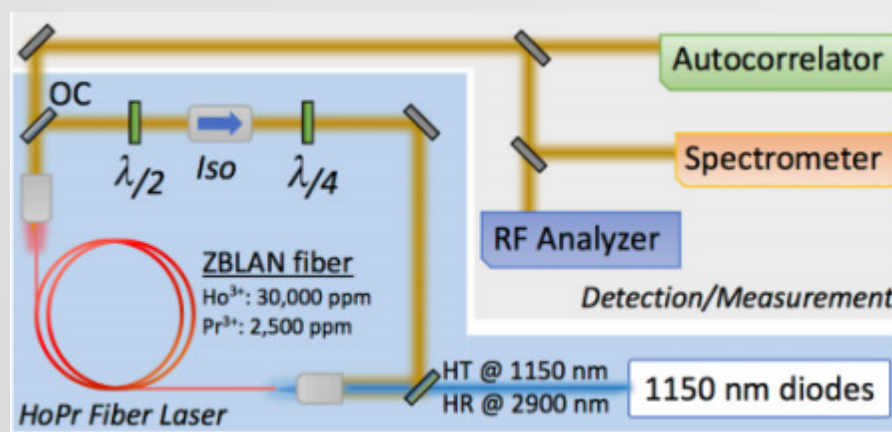 Autocorrelator
OC
λ/2
Iso
λ/4
Spectrometer
RF Analyzer
ZBLAN fiber
Ho³⁺: 30,000 ppm
Pr³⁺: 2,500 ppm
Detection/Measurement
HT @ 1150 nm
HR @ 2900 nm
1150 nm diodes
HoPr Fiber Laser